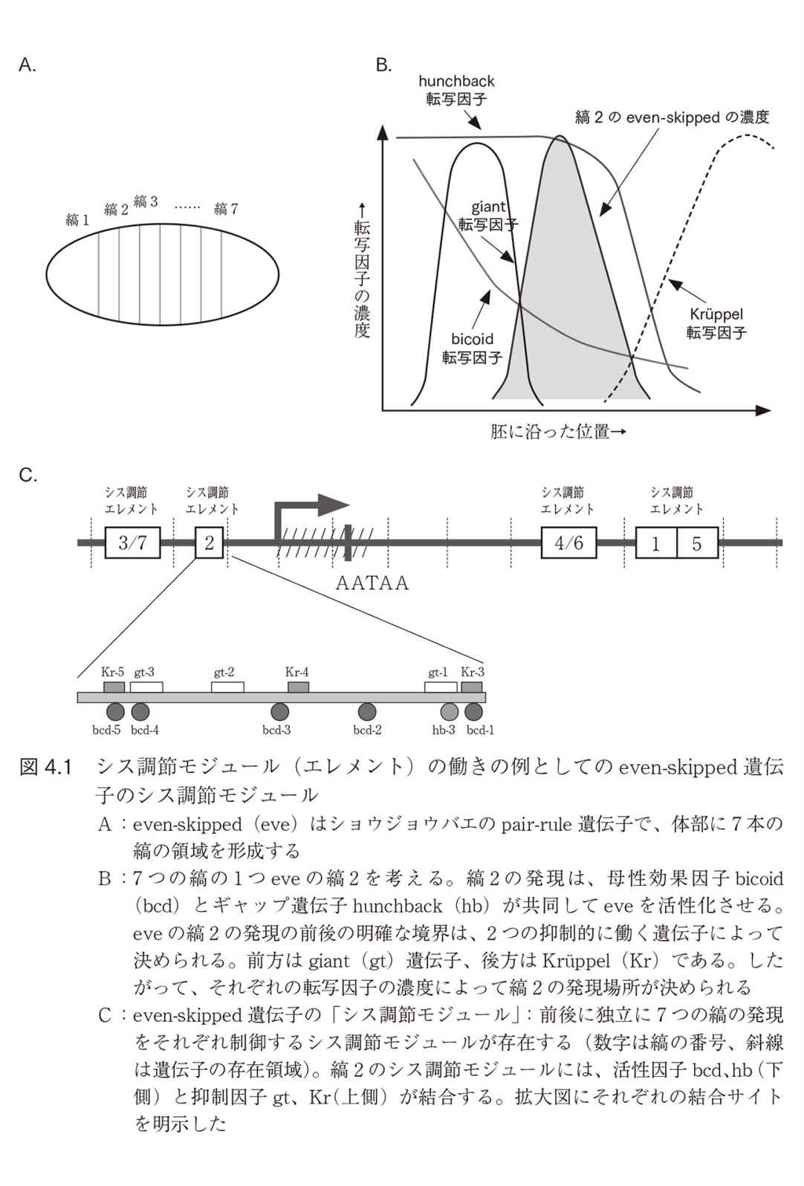 A.
縞1
縞2
縞3
……
縞7
B.
hunchback
転写因子
縞2の even-skipped の濃度
↑転写因子の濃度
giant
転写因子
bicoid
転写因子
Krüppel
転写因子
胚に沿った位置→
C.
シス調節
エレメント
シス調節
エレメント
シス調節
エレメント
シス調節
エレメント
3/7
2
4/6
1
5
AATAA
Kr-5
gt-3
gt-2
Kr-4
gt-1
Kr-3
bcd-5
bcd-4
bcd-3
bcd-2
hb-3
bcd-1
図 4.1 シス調節モジュール（エレメント）の働きの例としての even-skipped 遺伝
子のシス調節モジュール
A：even-skipped（eve）はショウジョウバエの pair-rule 遺伝子で、体部に7本の
縞の領域を形成する
B：7つの縞の1つ eve の縞2を考える。縞2の発現は、母性効果因子 bicoid
（bcd）とギャップ遺伝子 hunchback（hb）が共同して eve を活性化させる。
eve の縞2の発現の前後の明確な境界は、2つの抑制的に働く遺伝子によって
決められる。前方は giant（gt）遺伝子、後方は Krüppel（Kr）である。した
がって、それぞれの転写因子の濃度によって縞2の発現場所が決められる
C：even-skipped 遺伝子の「シス調節モジュール」：前後に独立に7つの縞の発現
をそれぞれ制御するシス調節モジュールが存在する（数字は縞の番号、斜線
は遺伝子の存在領域）。縞2のシス調節モジュールには、活性因子 bcd、hb（下
側）と抑制因子 gt、Kr（上側）が結合する。拡大図にそれぞれの結合サイト
を明示した